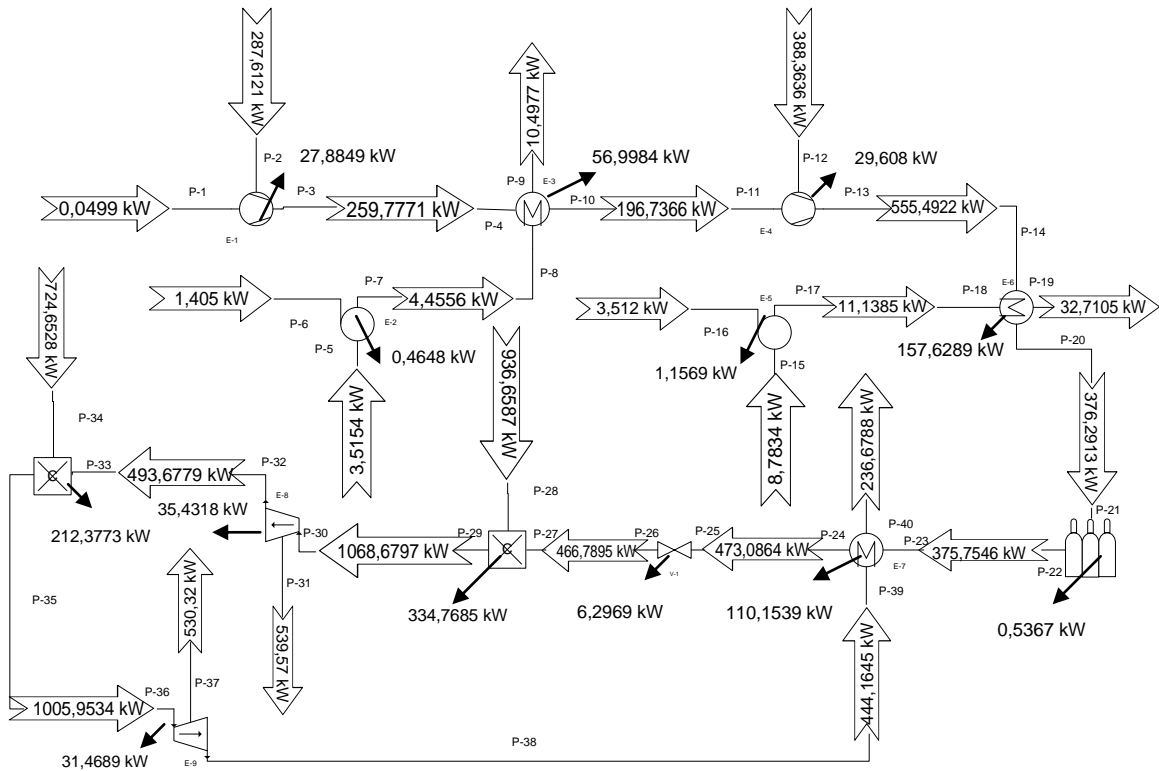 287,6121 kW
P-2
27,8849 kW
P-1
P-3
0,0499 kW
259,7771 kW
E-1
10,4977 kW
P-9
E-3
56,9984 kW
P-4
P-10
196,7366 kW
P-11
388,3636 kW
P-12
29,608 kW
P-13
555,4922 kW
E-4
P-14
P-8
P-7
1,405 kW
4,4556 kW
P-6
E-2
P-5
0,4648 kW
3,5154 kW
3,512 kW
P-16
E-5
P-17
11,1385 kW
P-18
E-6
P-19
32,7105 kW
157,6289 kW
P-20
1,1569 kW
P-15
8,7834 kW
376,2913 kW
P-21
P-22
0,5367 kW
375,7546 kW
P-23
E-7
P-40
236,6788 kW
P-39
444,1645 kW
110,1539 kW
P-24
473,0864 kW
P-25
V-1
6,2969 kW
P-26
466,7895 kW
P-27
936,6587 kW
P-28
C
334,7685 kW
P-29
1068,6797 kW
P-30
E-8
35,4318 kW
P-31
539,57 kW
P-32
493,6779 kW
P-33
724,6528 kW
P-34
C
212,3773 kW
P-35
1005,9534 kW
P-36
31,4689 kW
E-9
P-37
530,32 kW
P-38
M
M
M